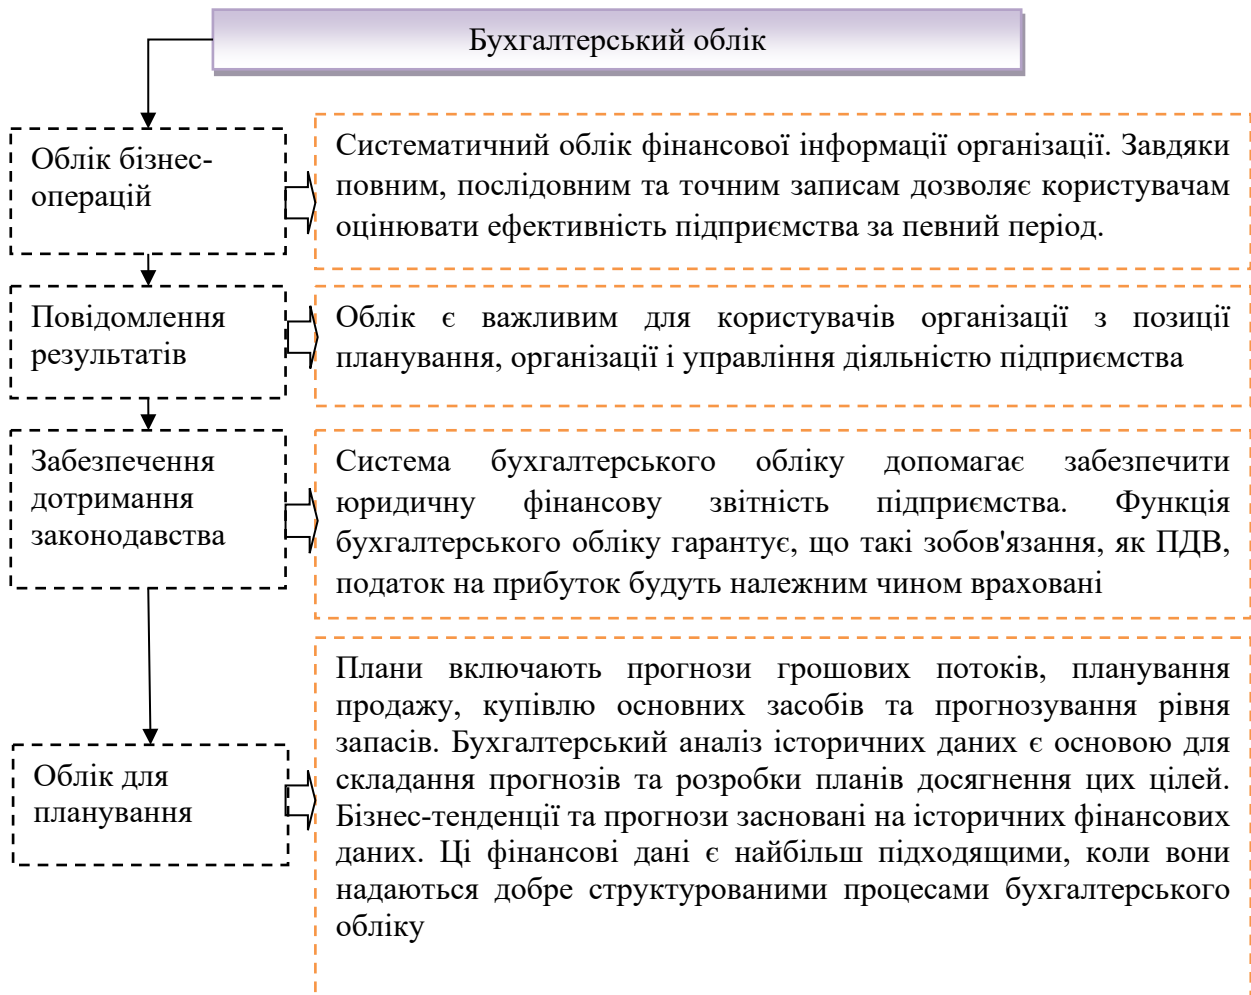 Бухгалтерський облік
Облік бізнес-
операцій
Систематичний облік фінансової інформації організації. Завдяки
повним, послідовним та точним записам дозволяє користувачам
оцінювати ефективність підприємства за певний період.
Повідомлення
результатів
Облік є важливим для користувачів організації з позиції
планування, організації і управління діяльністю підприємства
Забезпечення
дотримання
законодавства
Система бухгалтерського обліку допомагає забезпечити
юридичну фінансову звітність підприємства. Функція
бухгалтерського обліку гарантує, що такі зобов'язання, як ПДВ,
податок на прибуток будуть належним чином враховані
Облік для
планування
Плани включають прогнози грошових потоків, планування
продажу, купівлю основних засобів та прогнозування рівня
запасів. Бухгалтерський аналіз історичних даних є основою для
складання прогнозів та розробки планів досягнення цих цілей.
Бізнес-тенденції та прогнози засновані на історичних фінансових
даних. Ці фінансові дані є найбільш підходящими, коли вони
надаються добре структурованими процесами бухгалтерського
обліку